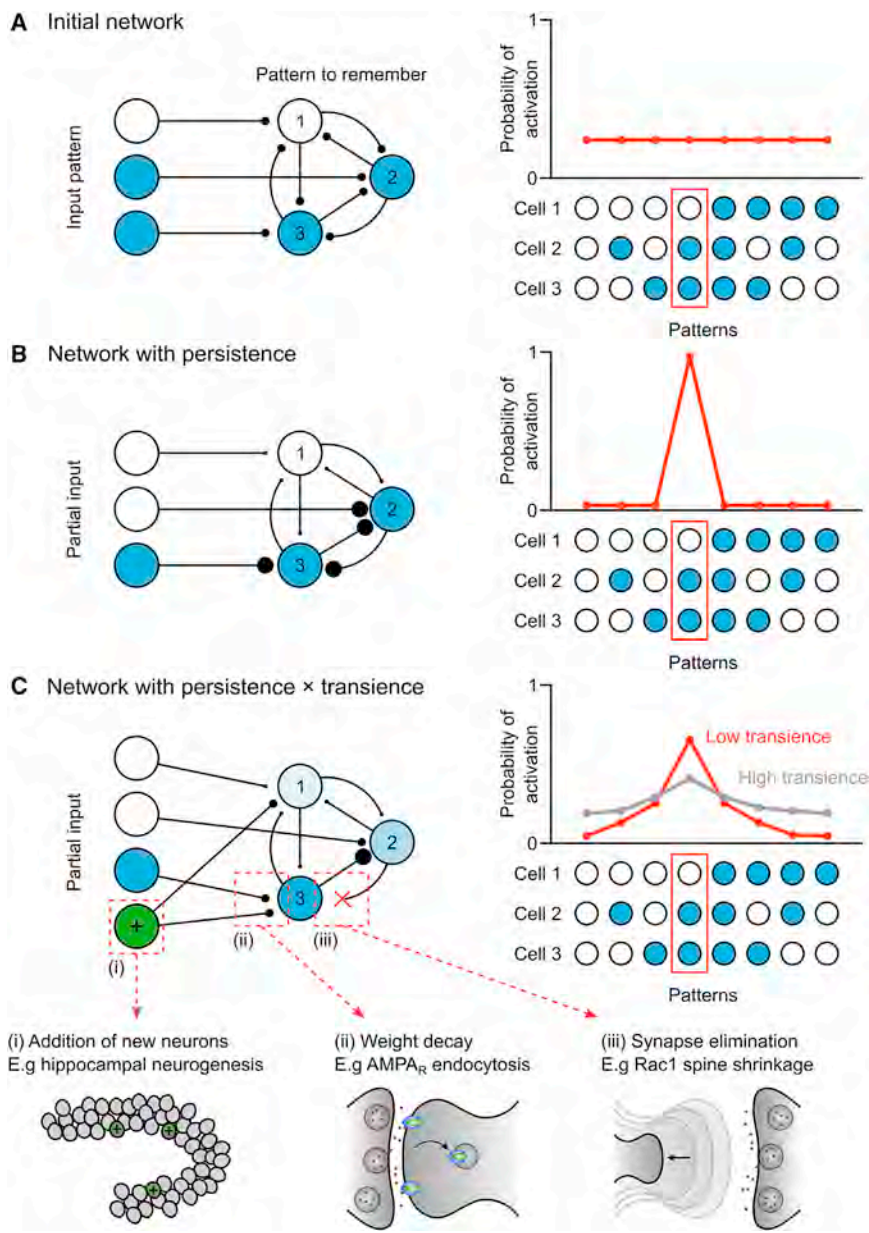 A Initial network
Pattern to remember
Input pattern
1
2
3
Probability of
activation
1
0
Cell 1
Cell 2
Cell 3
Patterns
B Network with persistence
Partial input
1
2
3
Probability of
activation
1
0
Cell 1
Cell 2
Cell 3
Patterns
C Network with persistence × transience
Partial input
1
2
3
+
(i)
(ii)
(iii)
Probability of
activation
1
0
Low transience
High transience
Cell 1
Cell 2
Cell 3
Patterns
(i) Addition of new neurons
E.g hippocampal neurogenesis
(ii) Weight decay
E.g AMPA_R endocytosis
(iii) Synapse elimination
E.g Rac1 spine shrinkage